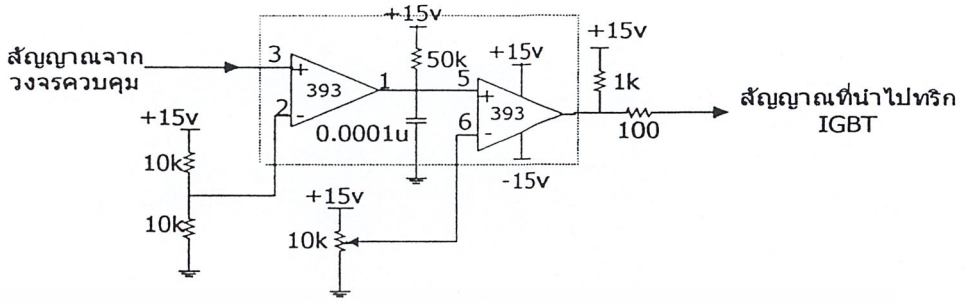 +15v
สัญญาณจาก
วงจรควบคุม
3
393
2
1
50k
0.0001u
+15v
5
393
6
-15v
+15v
1k
100
สัญญาณที่นำไปทริก
IGBT
+15v
10k
10k
+15v
10k